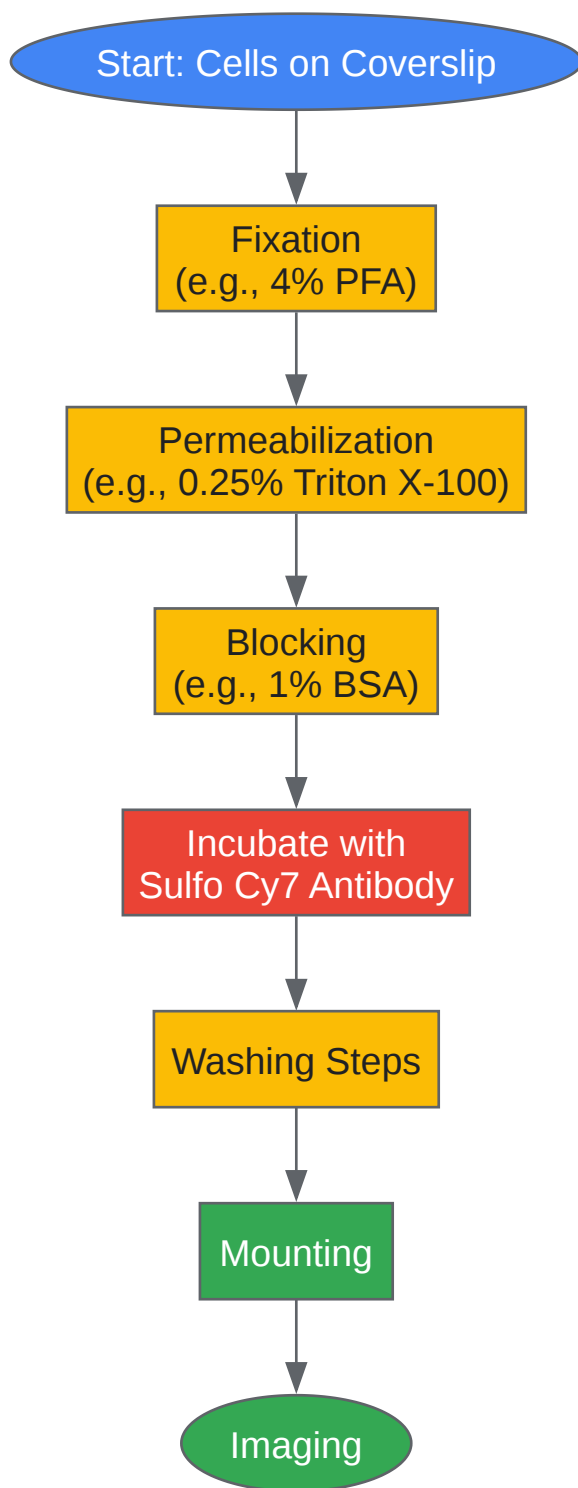 Start: Cells on Coverslip
Fixation
(e.g., 4% PFA)
Permeabilization
(e.g., 0.25% Triton X-100)
Blocking
(e.g., 1% BSA)
Incubate with
Sulfo Cy7 Antibody
Washing Steps
Mounting
Imaging